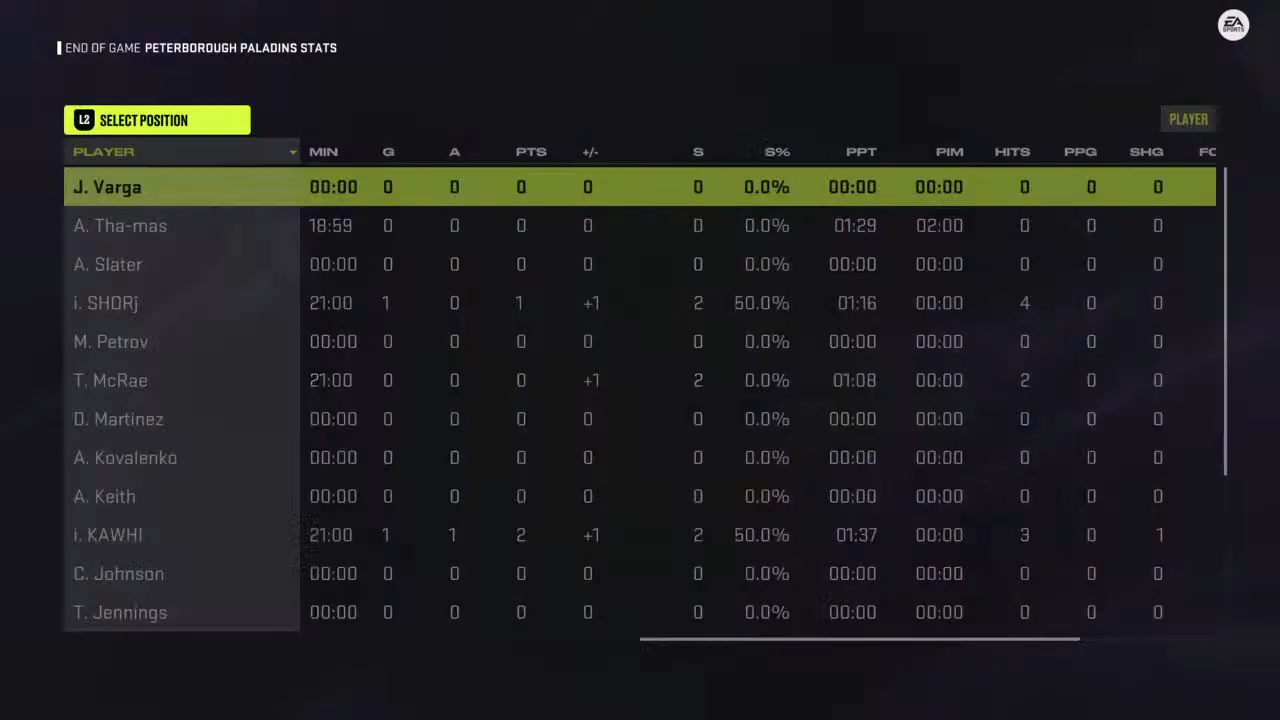 EA SPORTS
END OF GAME PETERBOROUGH PALADINS STATS
L2 SELECT POSITION
PLAYER
PLAYER MIN G A PTS +/- S S% PPT PIM HITS PPG SHG FC
J. Varga 00:00 0 0 0 0 0 0.0% 00:00 00:00 0 0 0
A. Tha-mas 18:59 0 0 0 0 0 0.0% 01:29 02:00 0 0 0
A. Slater 00:00 0 0 0 0 0 0.0% 00:00 00:00 0 0 0
i. SHORj 21:00 1 0 1 +1 2 50.0% 01:16 00:00 4 0 0
M. Petrov 00:00 0 0 0 0 0 0.0% 00:00 00:00 0 0 0
T. McRae 21:00 0 0 0 +1 2 0.0% 01:08 00:00 2 0 0
D. Martinez 00:00 0 0 0 0 0 0.0% 00:00 00:00 0 0 0
A. Kovalenko 00:00 0 0 0 0 0 0.0% 00:00 00:00 0 0 0
A. Keith 00:00 0 0 0 0 0 0.0% 00:00 00:00 0 0 0
i. KAWHI 21:00 1 1 2 +1 2 50.0% 01:37 00:00 3 0 1
C. Johnson 00:00 0 0 0 0 0 0.0% 00:00 00:00 0 0 0
T. Jennings 00:00 0 0 0 0 0 0.0% 00:00 00:00 0 0 0